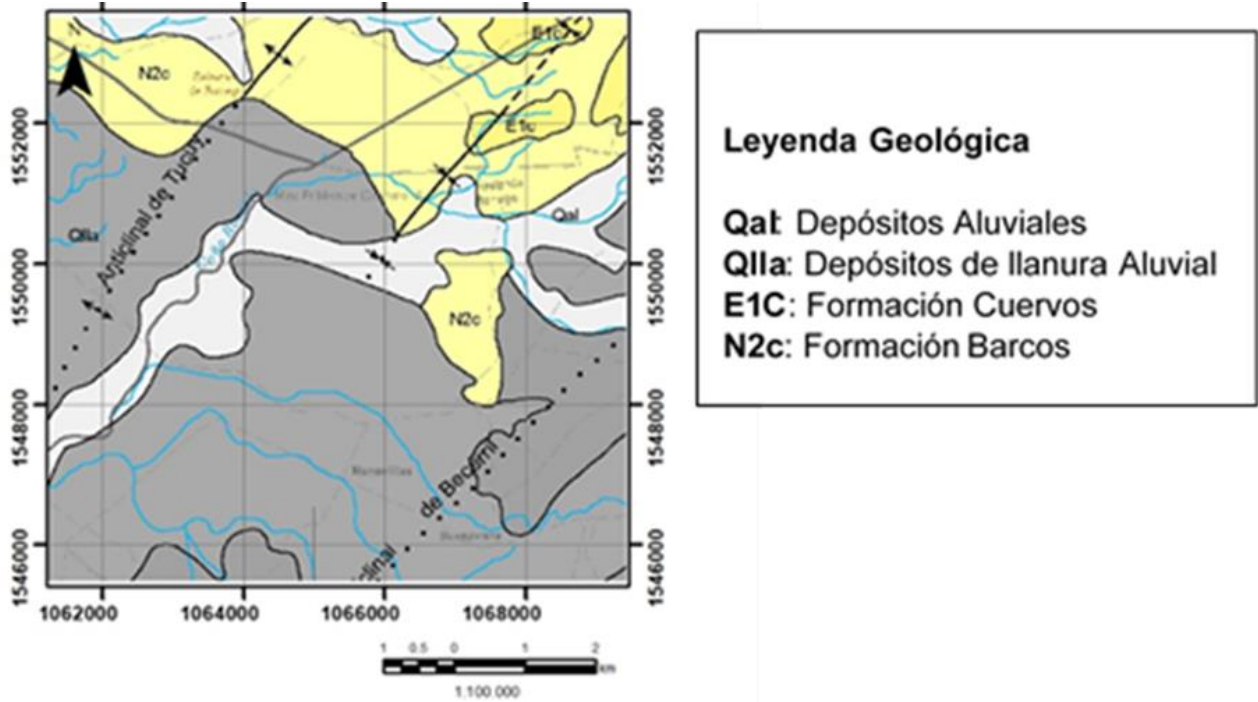 N
E1c
N2c
1552000
1552000
E1c
Anticlinal de Tucuy
Qal
Qlla
1550000
1550000
N2c
1548000
1548000
de Becerril
clinal
1546000
1546000
1062000 1064000 1066000 1068000
1 0.5 0 1 2
km
1:100.000
Leyenda Geológica
Qal: Depósitos Aluviales
Qlla: Depósitos de llanura Aluvial
E1C: Formación Cuervos
N2c: Formación Barcos